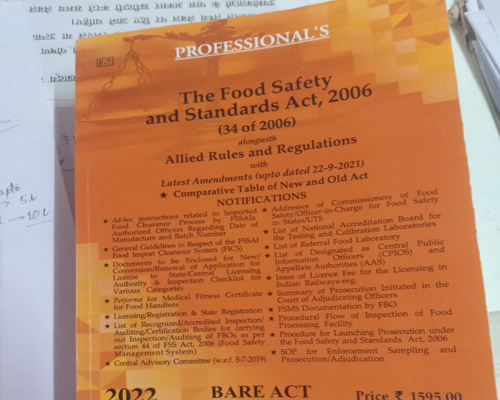 PROFESSIONAL'S
The Food Safety
and Standards Act, 2006
(34 of 2006)
alongwith
Allied Rules and Regulations
with
Latest Amendments (upto dated 22-9-2021)
★ Comparative Table of New and Old Act
NOTIFICATIONS
★ Ad-hoc instructions related to Imported
Food Clearance Process by FSSAIs
Authorized Officers Regarding Date of
Manufacture and Batch Number
★ General Guidelines in Respect of the FSSAI
Food Import Clearance System (FICS)
★ Documents to be Enclosed for New/
Conversion/Renewal of Application for
License to State/Central Licensing
Authority & Inspection Checklist for
Various Categories
★ Performa for Medical Fitness Certificate
for Food Handlers
★ Licensing/Registration & State Registration
★ List of Recognized/Accredited Inspection/
Auditing/Certification Bodies for carrying
out Inspection/Auditing of FBOs as per
section 44 of FSS Act, 2006 (Food Safety
Management System)
★ Central Advisory Committee (w.e.f. 5-7-2019)
★ Addresses of Commissioners of Food
Safety/Officer-in-Charge for Food Safety
in States/UTS
★ List of National Accreditation Board for
the Testing and Calibration Laboratories
★ List of Referral Food Laboratory
★ List of Designated as Central Public
Information Officers (CPIOS) and
Appellate Authorities (AAS)
★ Issue of Licence Fee for the Licensing in
Indian Railways-reg.
★ Summary of Prosecution Initiated in the
Court of Adjudicating Officers
★ FSMS Documentation by FBO
★ Procedural Flow of Inspection of Food
Processing Facility
★ Procedure for Launching Prosecution under
the Food Safety and Standards Act, 2006
★ SOP for Enforcement Sampling and
Prosecution/Adjudication
2022
BARE ACT
Price ₹ 1595.00